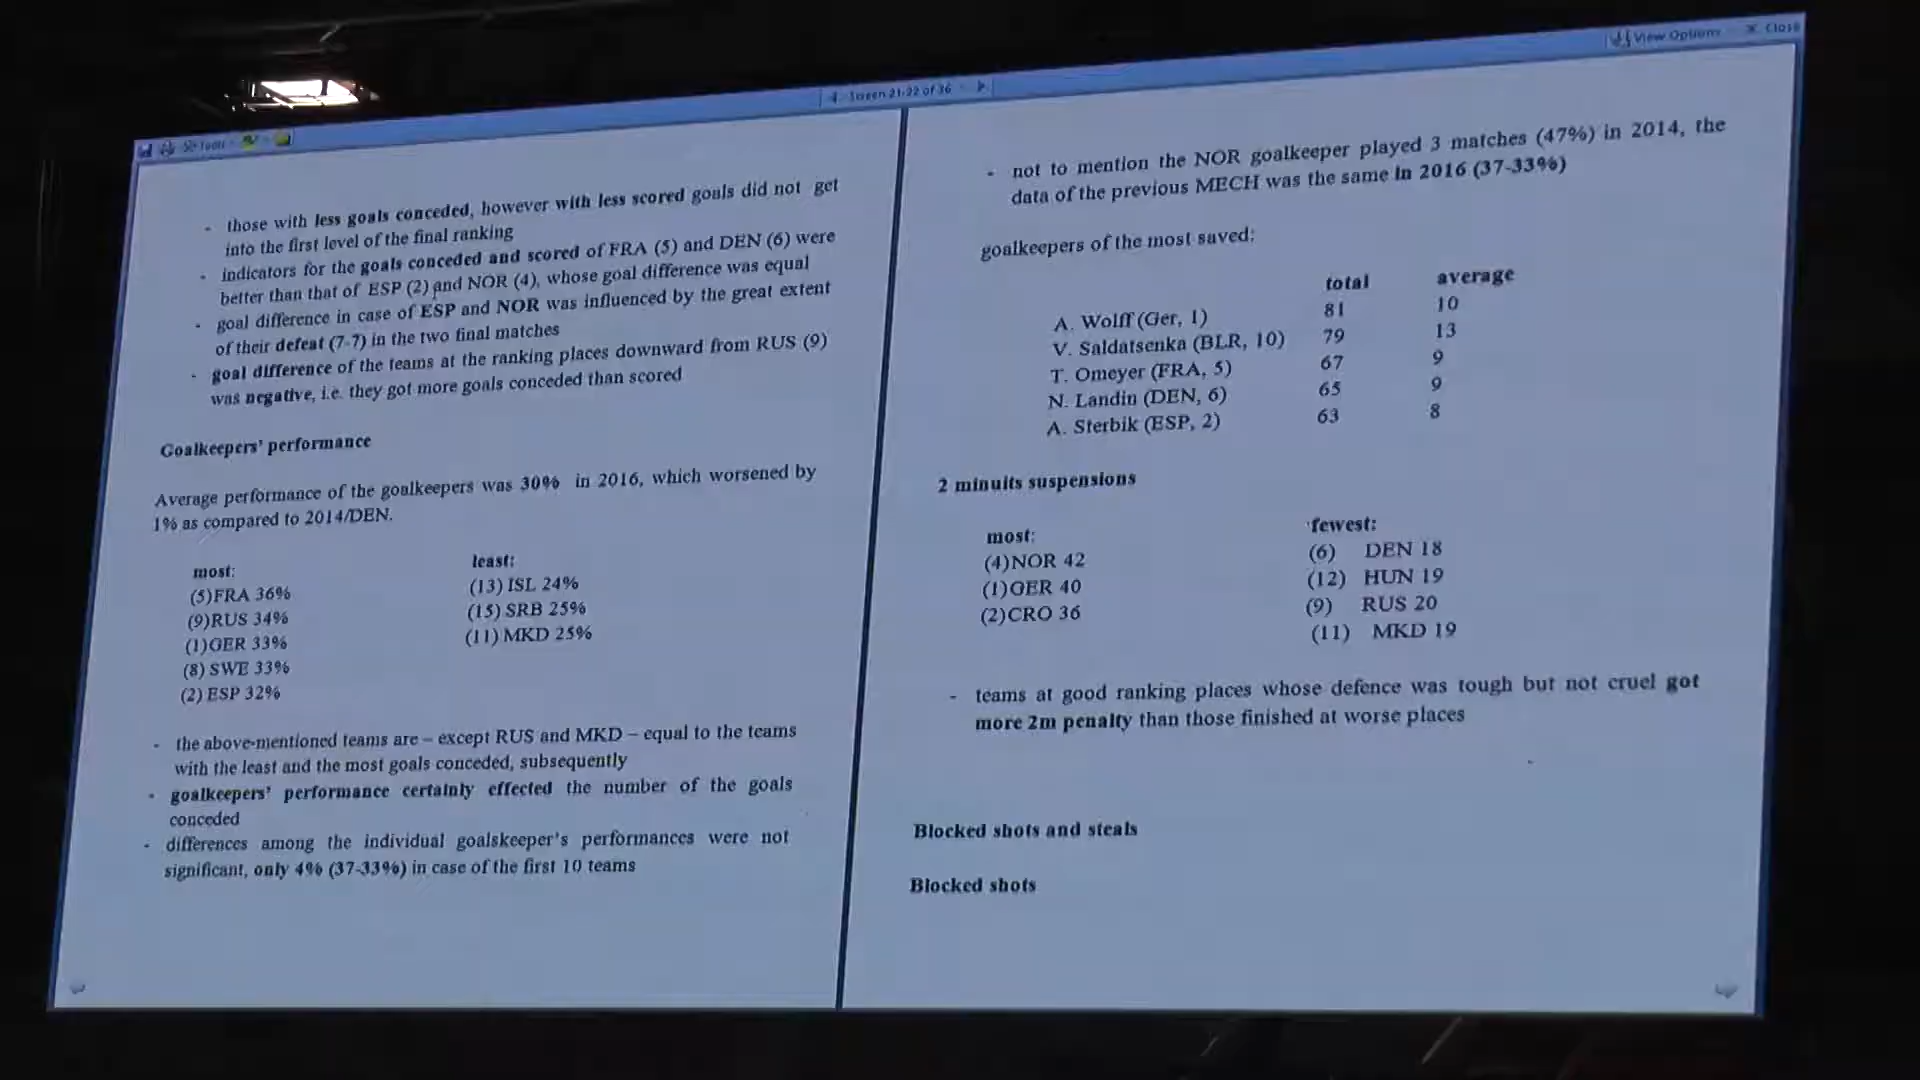 View Options Close
Screen 21-22 of 36
Tools
- those with less goals conceded, however with less scored goals did not get
into the first level of the final ranking
- indicators for the goals conceded and scored of FRA (5) and DEN (6) were
better than that of ESP (2) and NOR (4), whose goal difference was equal
- goal difference in case of ESP and NOR was influenced by the great extent
of their defeat (7-7) in the two final matches
- goal difference of the teams at the ranking places downward from RUS (9)
was negative, i.e. they got more goals conceded than scored
Goalkeepers' performance
Average performance of the goalkeepers was 30% in 2016, which worsened by
1% as compared to 2014/DEN.
most: least:
(5)FRA 36% (13) ISL 24%
(9)RUS 34% (15) SRB 25%
(1)GER 33% (11) MKD 25%
(8) SWE 33%
(2) ESP 32%
- the above-mentioned teams are – except RUS and MKD – equal to the teams
with the least and the most goals conceded, subsequently
- goalkeepers' performance certainly effected the number of the goals
conceded
- differences among the individual goalskeeper's performances were not
significant, only 4% (37-33%) in case of the first 10 teams
- not to mention the NOR goalkeeper played 3 matches (47%) in 2014, the
data of the previous MECH was the same in 2016 (37-33%)
goalkeepers of the most saved:
total average
A. Wolff (Ger, 1) 81 10
V. Saldatsenka (BLR, 10) 79 13
T. Omeyer (FRA, 5) 67 9
N. Landin (DEN, 6) 65 9
A. Sterbik (ESP, 2) 63 8
2 minuits suspensions
most: fewest:
(4)NOR 42 (6) DEN 18
(1)GER 40 (12) HUN 19
(2)CRO 36 (9) RUS 20
(11) MKD 19
- teams at good ranking places whose defence was tough but not cruel got
more 2m penalty than those finished at worse places
Blocked shots and steals
Blocked shots